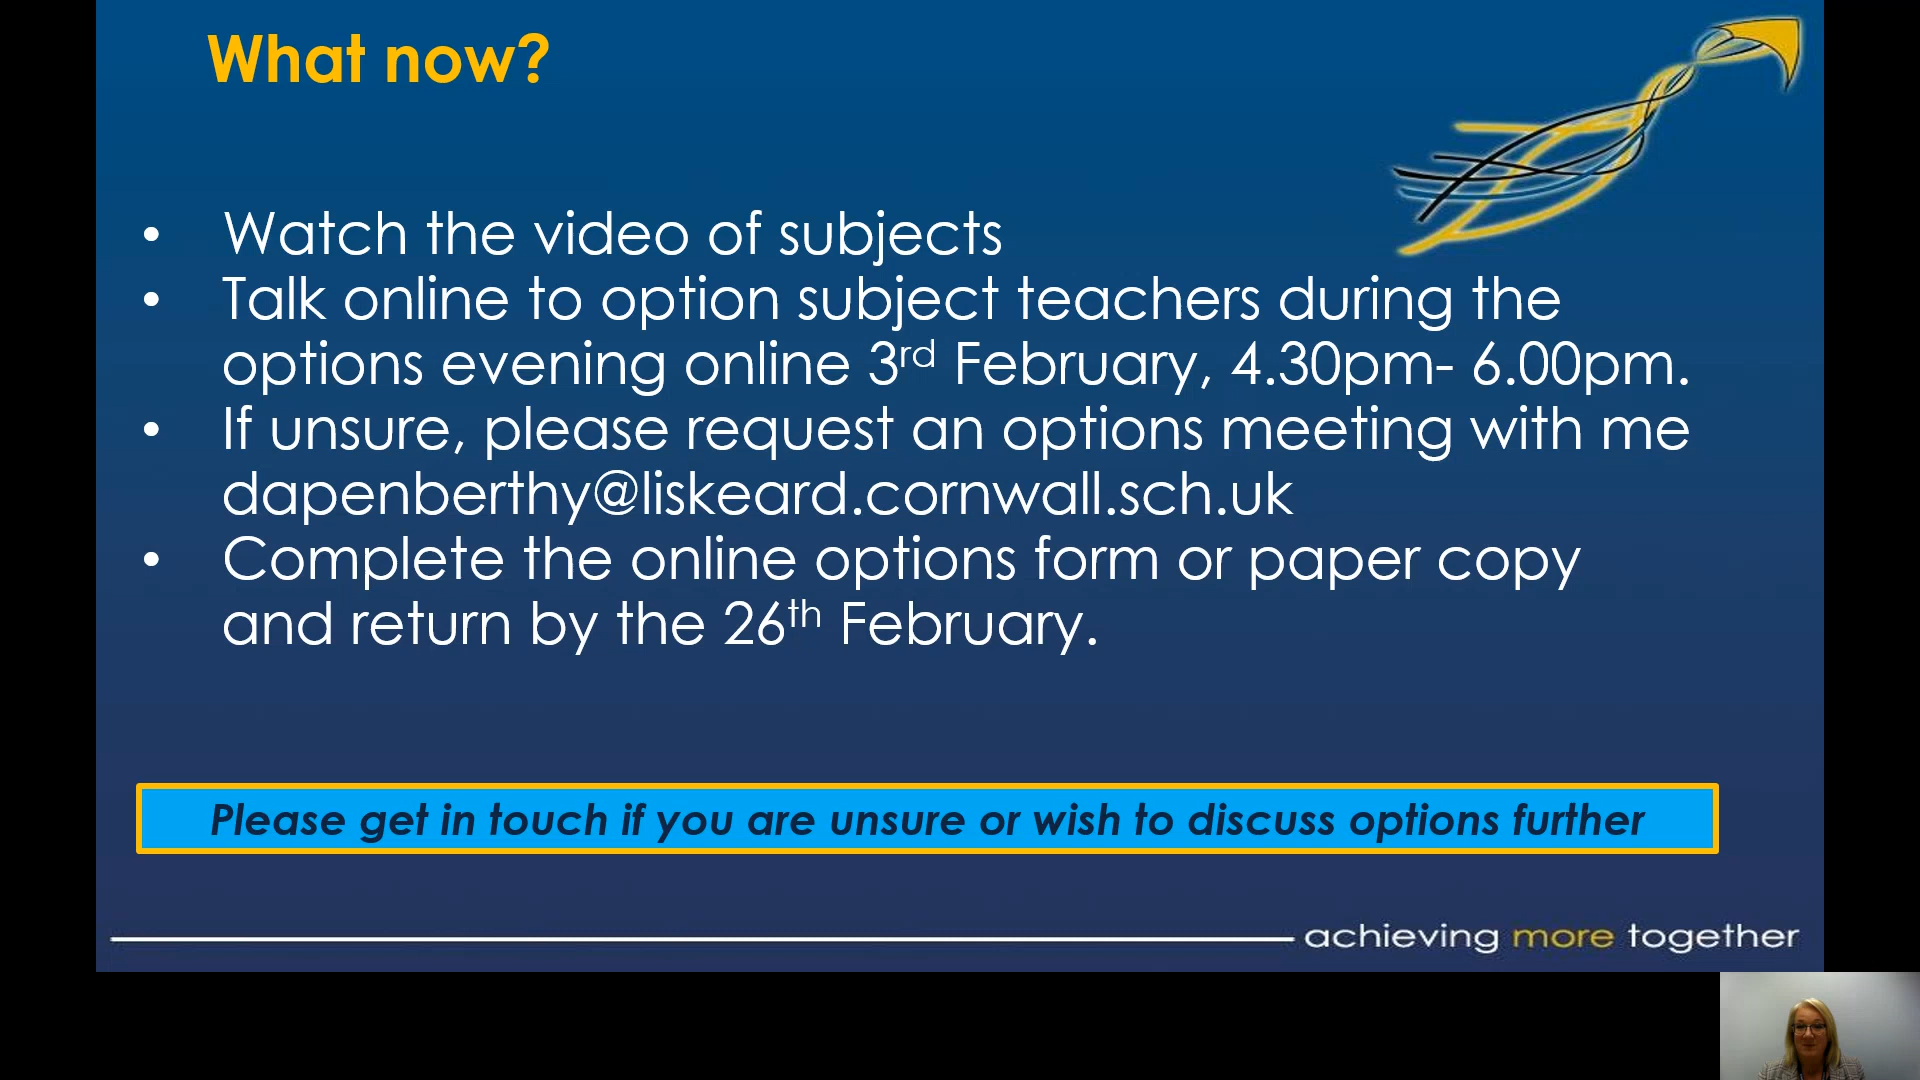 What now?
• Watch the video of subjects
• Talk online to option subject teachers during the
options evening online 3rd February, 4.30pm- 6.00pm.
• If unsure, please request an options meeting with me
dapenberthy@liskeard.cornwall.sch.uk
• Complete the online options form or paper copy
and return by the 26th February.
Please get in touch if you are unsure or wish to discuss options further
achieving more together